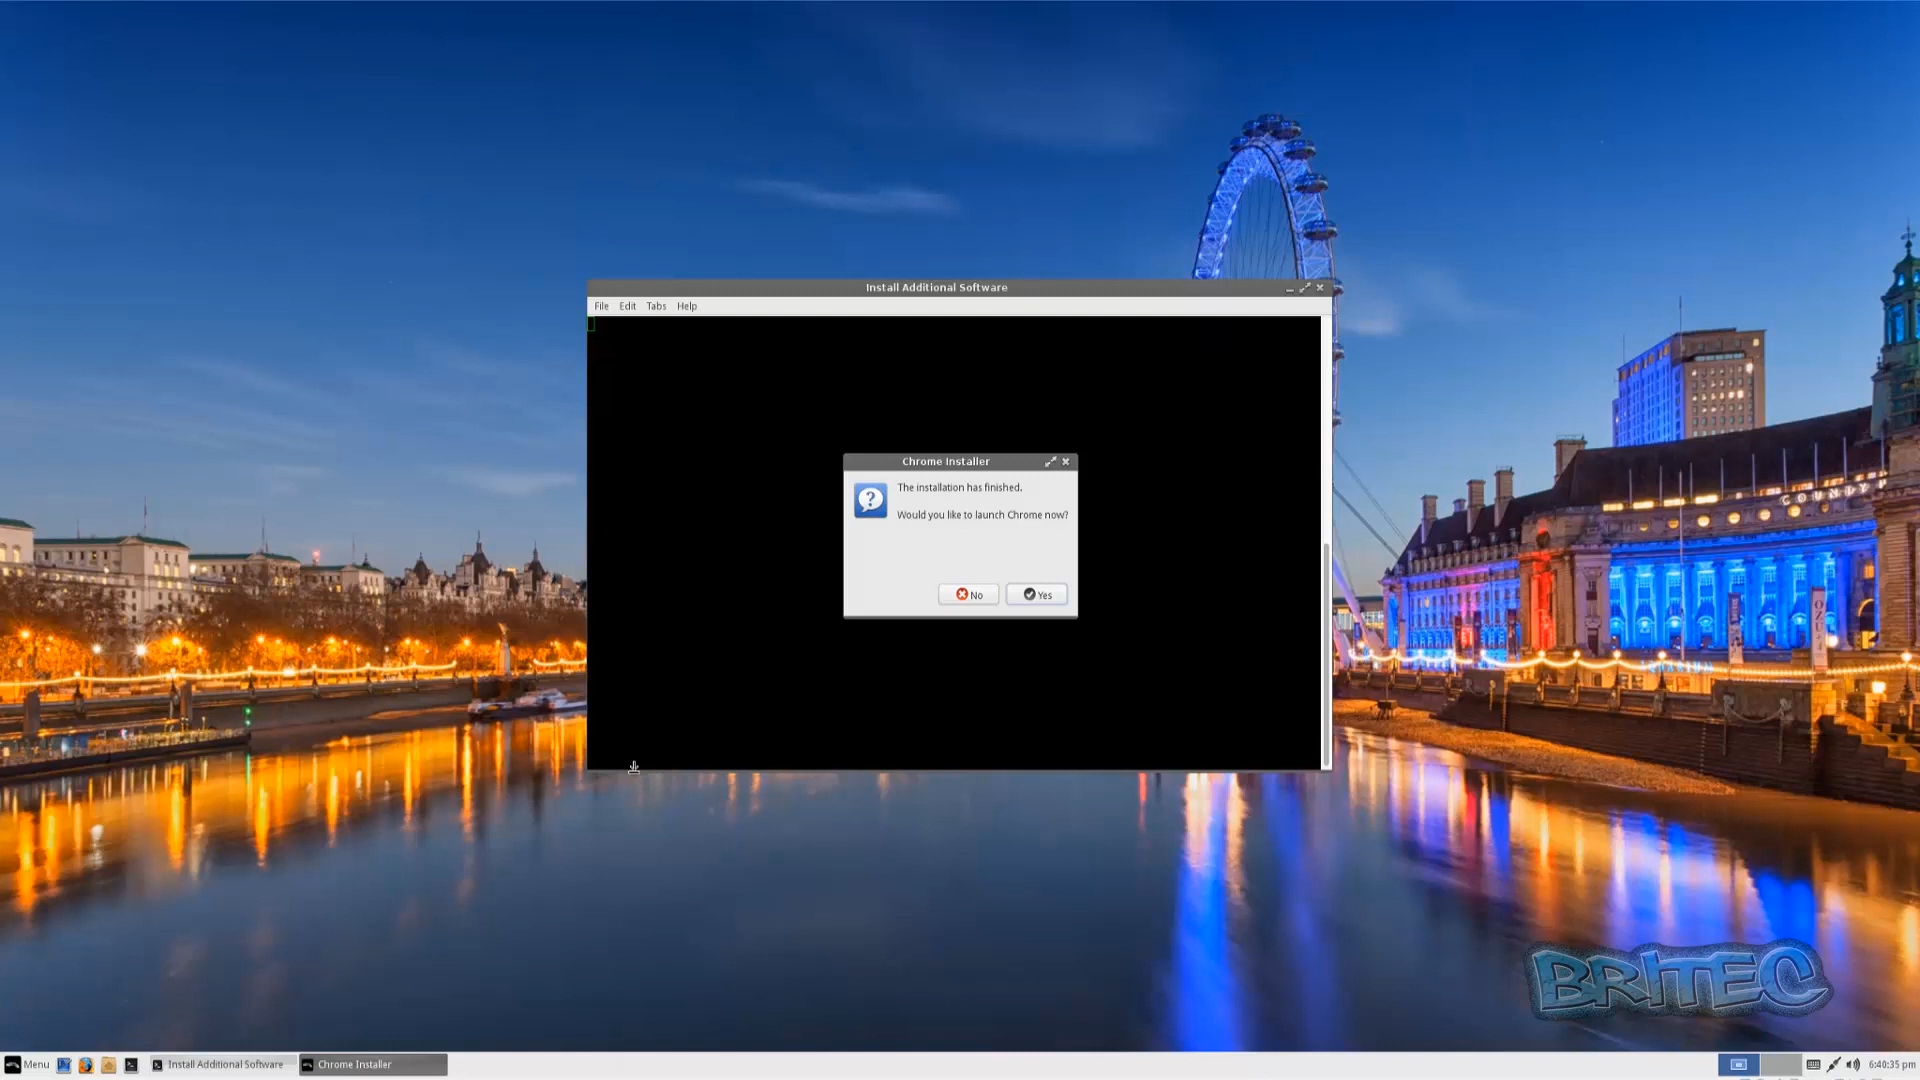 Install Additional Software
File Edit Tabs Help
Chrome Installer
The installation has finished.
Would you like to launch Chrome now?
No Yes
COUNTY
BRITEC
Menu Install Additional Software Chrome Installer 6:40:35 pm